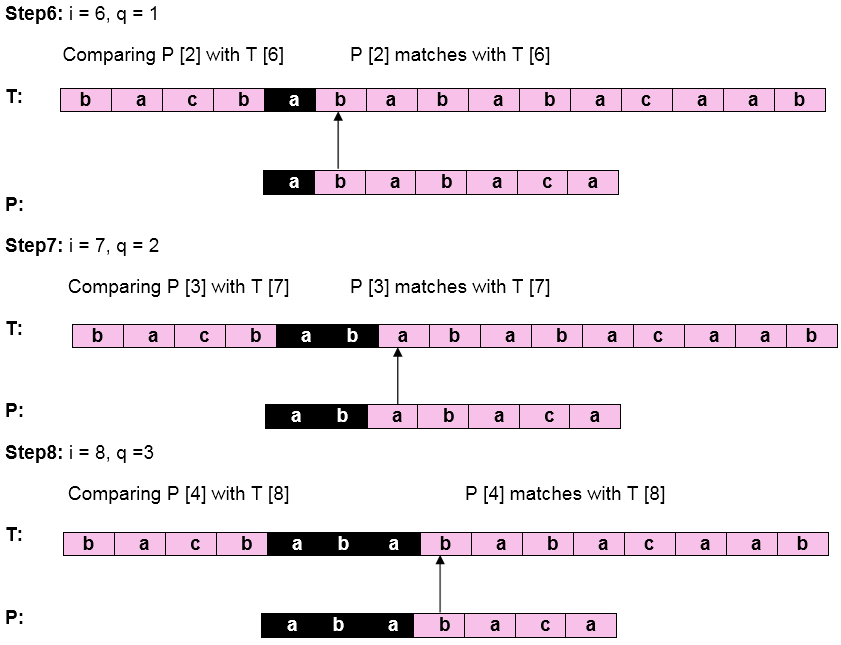 Step6: i = 6, q = 1
Comparing P [2] with T [6] P [2] matches with T [6]
T: b a c b a b a b a b a c a a b
a b a b a c a
P:
Step7: i = 7, q = 2
Comparing P [3] with T [7] P [3] matches with T [7]
T: b a c b a b a b a b a c a a b
P: a b a b a c a
Step8: i = 8, q =3
Comparing P [4] with T [8] P [4] matches with T [8]
T: b a c b a b a b a b a c a a b
P: a b a b a c a